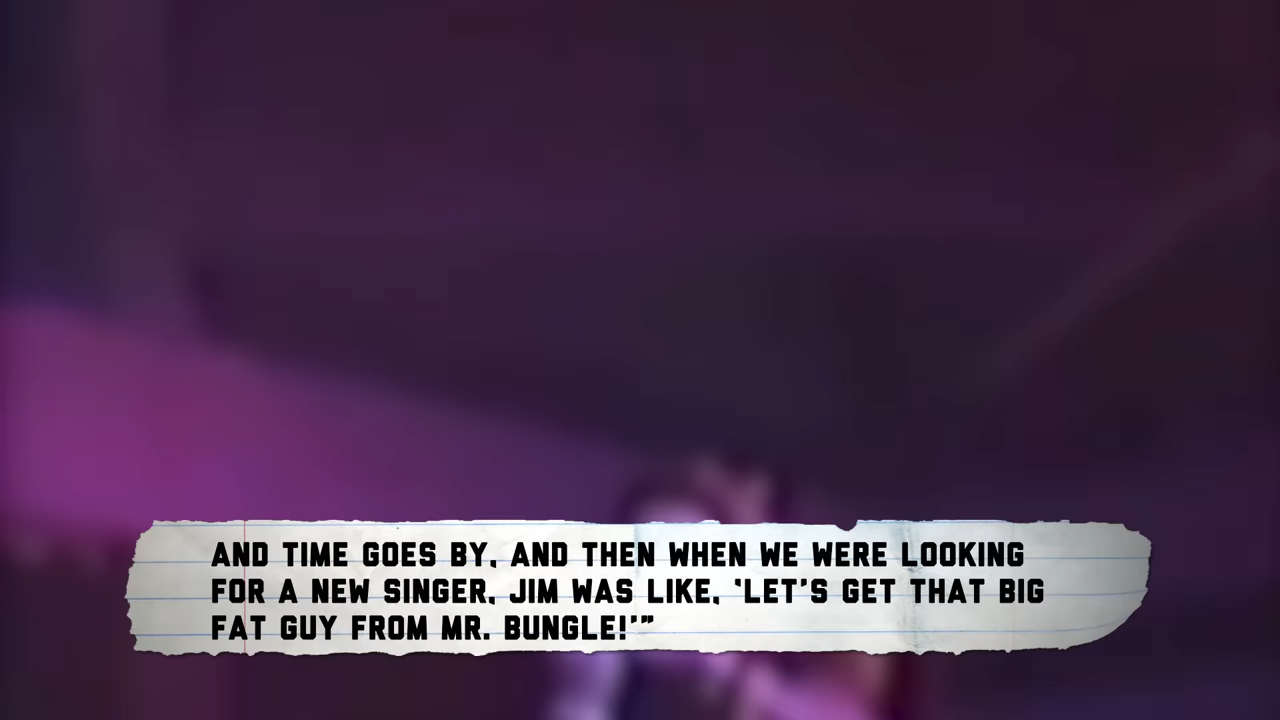 AND TIME GOES BY, AND THEN WHEN WE WERE LOOKING
FOR A NEW SINGER, JIM WAS LIKE, ‘LET’S GET THAT BIG
FAT GUY FROM MR. BUNGLE!’”